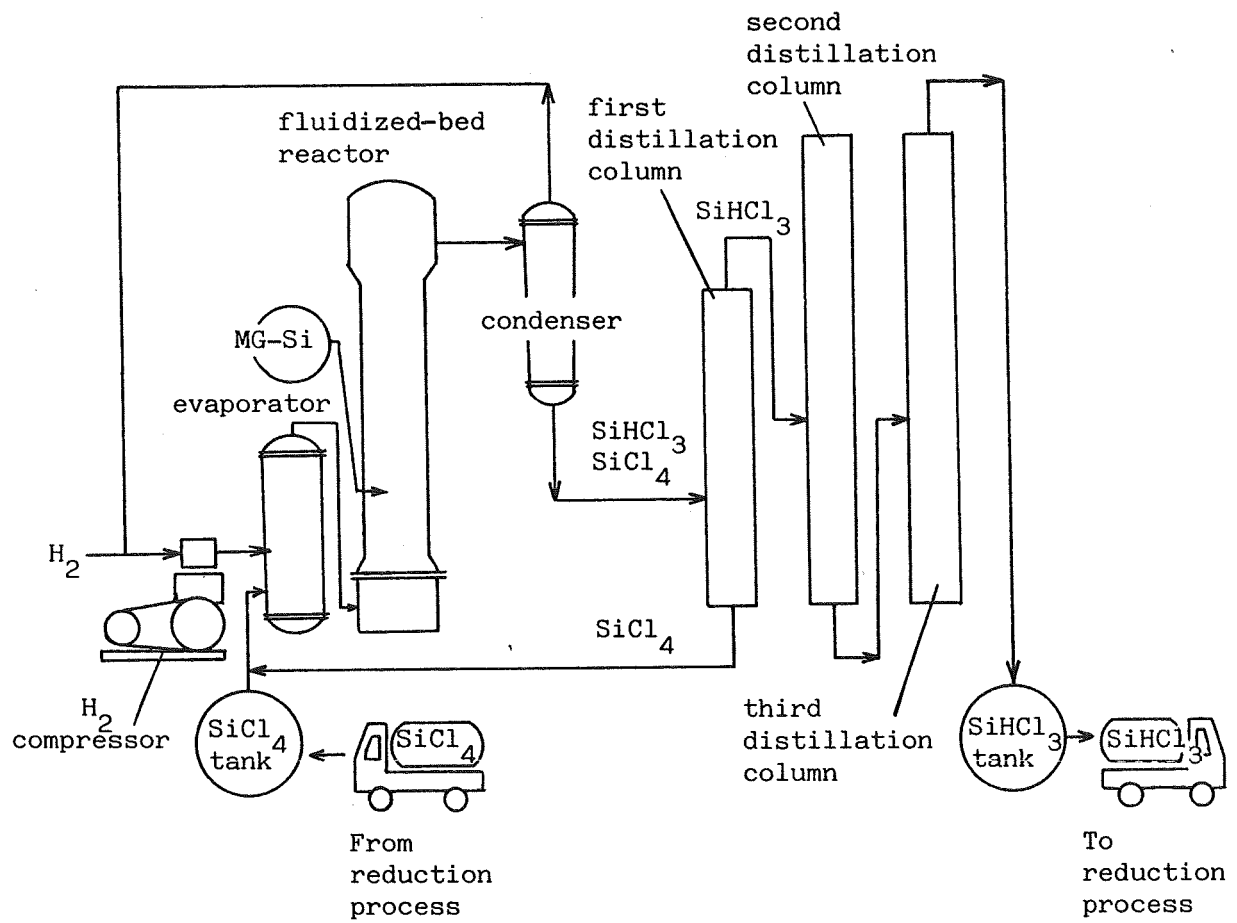 second
distillation
column
first
distillation
column
fluidized-bed
reactor
SiHCl₃
condenser
MG-Si
evaporator
SiHCl₃
SiCl₄
H₂
SiCl₄
H₂
compressor
SiCl₄
tank
SiCl₄
third
distillation
column
SiHCl₃
tank
SiHCl₃
From
reduction
process
To
reduction
process